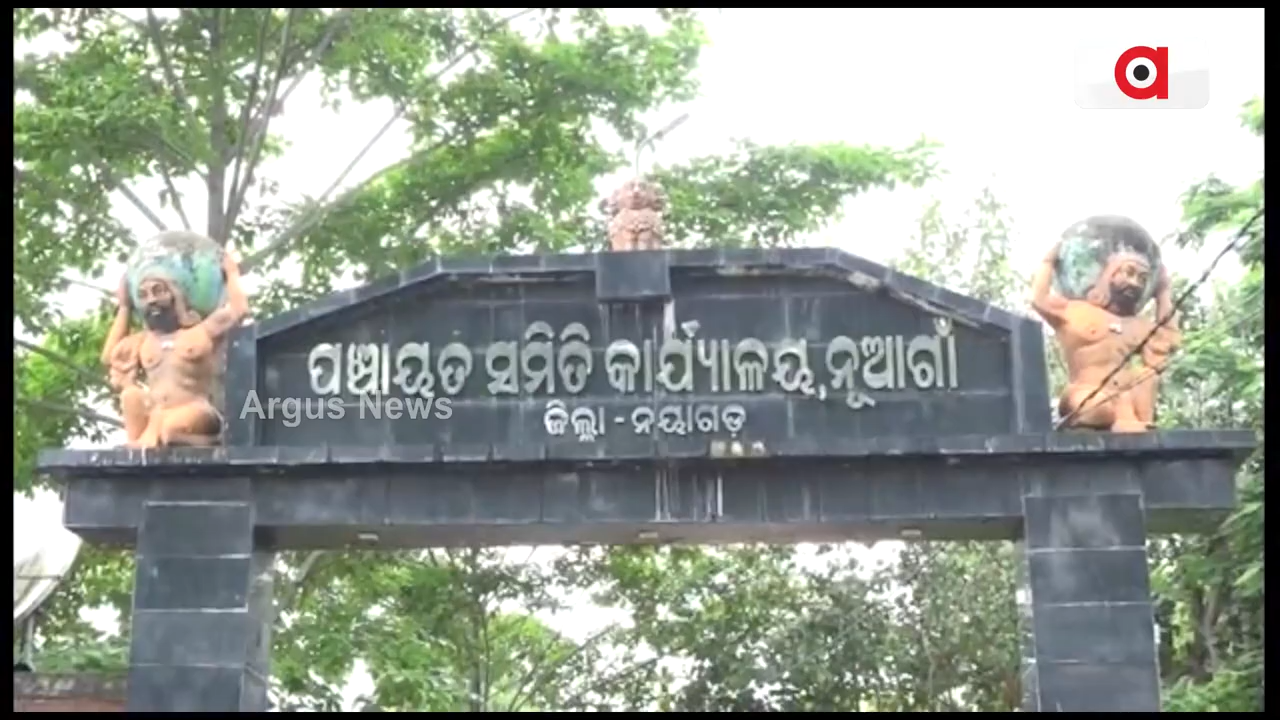 ପଞ୍ଚାୟତ ସମିତି କାର୍ଯ୍ୟାଳୟ,ନୂଆଗାଁ
Argus News
ଜିଲ୍ଲା - ନୟାଗଡ଼